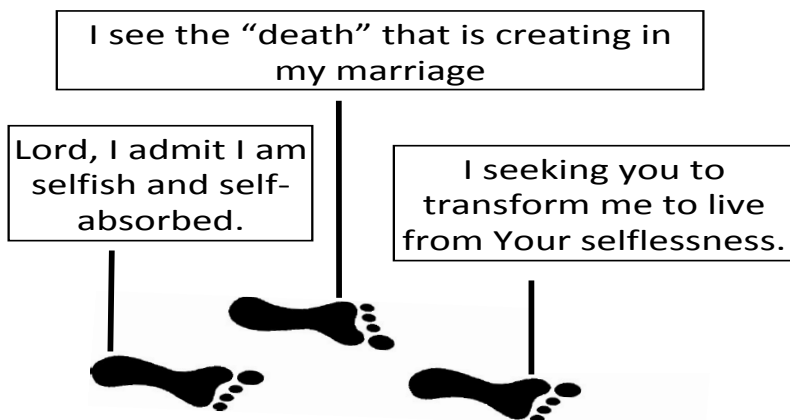 I see the “death” that is creating in
my marriage
Lord, I admit I am
selfish and self-
absorbed.
I seeking you to
transform me to live
from Your selflessness.